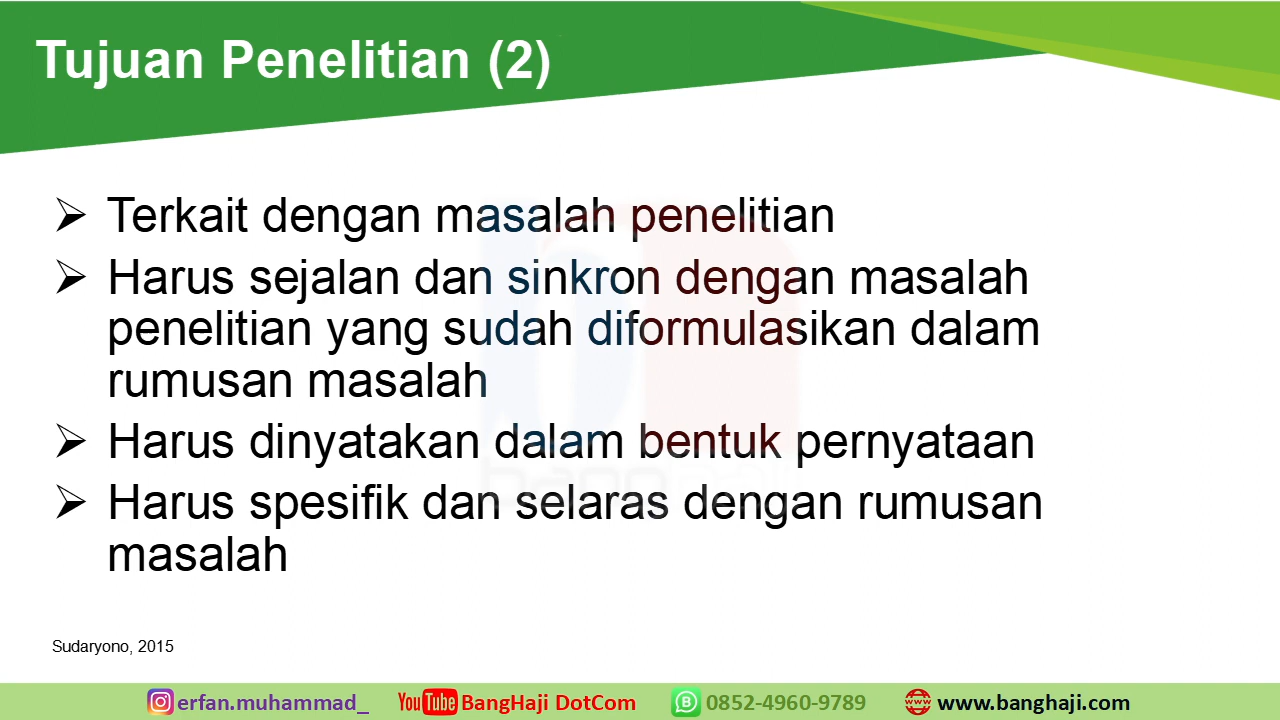 Tujuan Penelitian (2)
➢ Terkait dengan masalah penelitian
➢ Harus sejalan dan sinkron dengan masalah
penelitian yang sudah diformulasikan dalam
rumusan masalah
➢ Harus dinyatakan dalam bentuk pernyataan
➢ Harus spesifik dan selaras dengan rumusan
masalah
Sudaryono, 2015
erfan.muhammad_ YouTube BangHaji DotCom 0852-4960-9789 www.banghaji.com